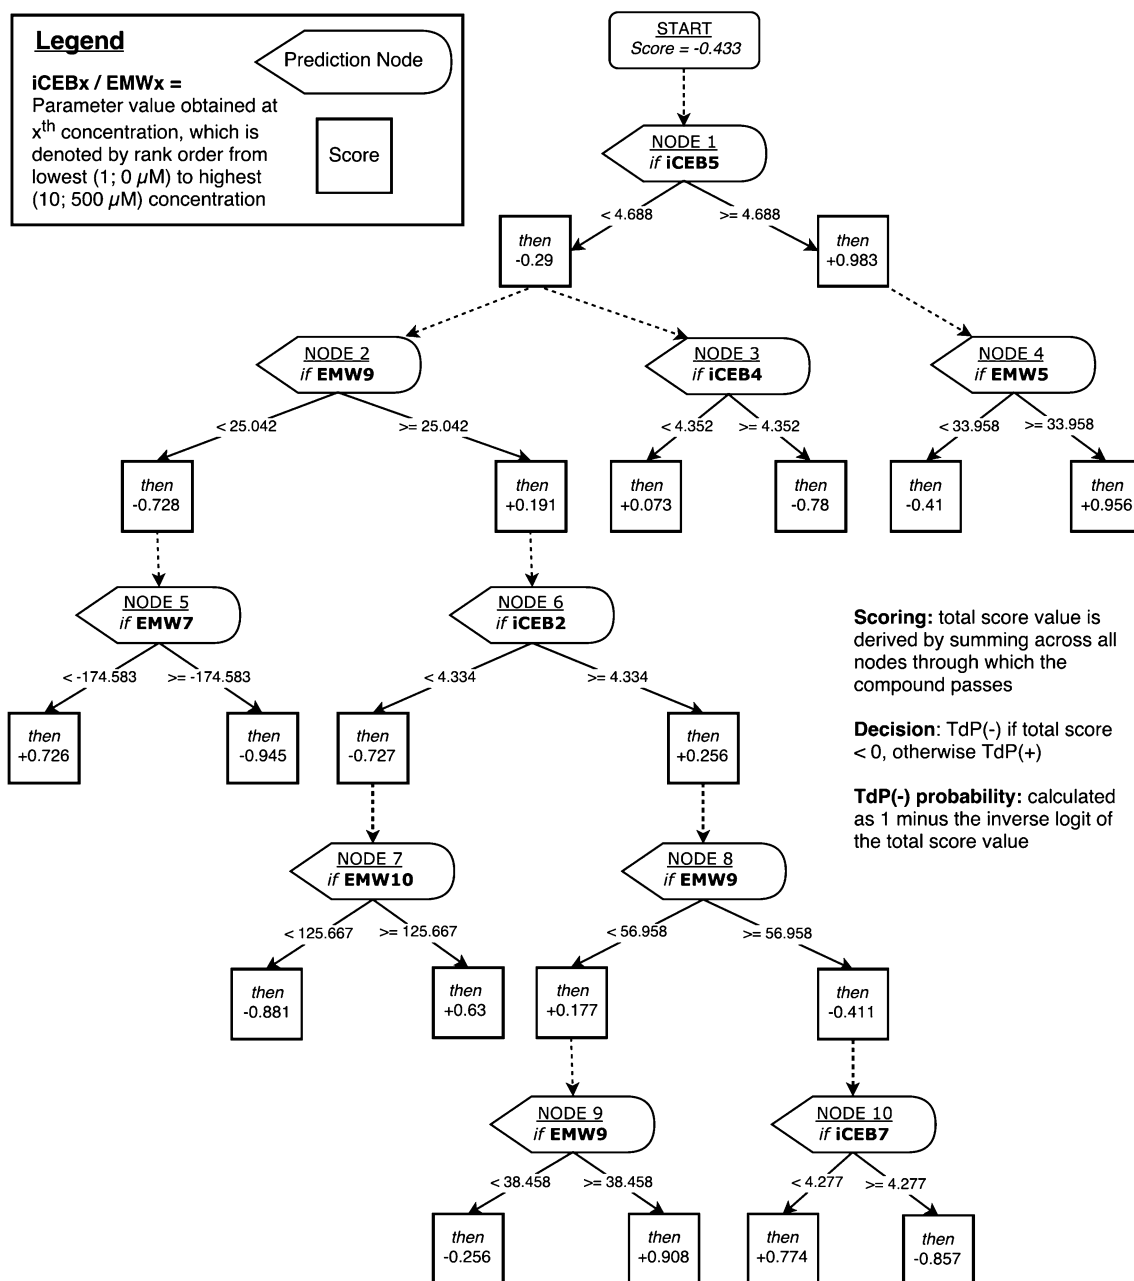 Legend
Prediction Node
iCEBx / EMWx =
Parameter value obtained at
xth concentration, which is
denoted by rank order from
lowest (1; 0 µM) to highest
(10; 500 µM) concentration
Score
START
Score = -0.433
NODE 1
if iCEB5
< 4.688
>= 4.688
then
-0.29
then
+0.983
NODE 2
if EMW9
NODE 3
if iCEB4
NODE 4
if EMW5
< 25.042
>= 25.042
< 4.352
>= 4.352
< 33.958
>= 33.958
then
-0.728
then
+0.191
then
+0.073
then
-0.78
then
-0.41
then
+0.956
NODE 5
if EMW7
NODE 6
if iCEB2
Scoring: total score value is
derived by summing across all
nodes through which the
compound passes
Decision: TdP(-) if total score
< 0, otherwise TdP(+)
TdP(-) probability: calculated
as 1 minus the inverse logit of
the total score value
< -174.583
>= -174.583
< 4.334
>= 4.334
then
+0.726
then
-0.945
then
-0.727
then
+0.256
NODE 7
if EMW10
NODE 8
if EMW9
< 125.667
>= 125.667
< 56.958
>= 56.958
then
-0.881
then
+0.63
then
+0.177
then
-0.411
NODE 9
if EMW9
NODE 10
if iCEB7
< 38.458
>= 38.458
< 4.277
>= 4.277
then
-0.256
then
+0.908
then
+0.774
then
-0.857